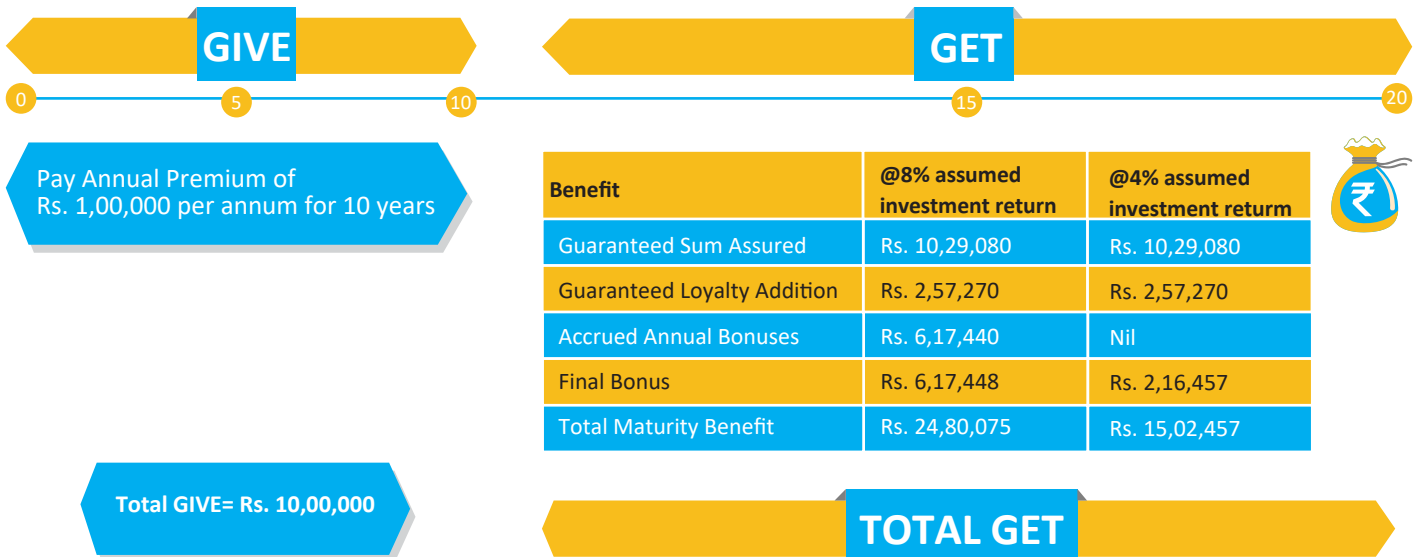 GIVE
GET
0
5
10
15
20
Pay Annual Premium of
Rs. 1,00,000 per annum for 10 years
Benefit
@8% assumed
investment return
@4% assumed
investment returm
Guaranteed Sum Assured
Rs. 10,29,080
Rs. 10,29,080
Guaranteed Loyalty Addition
Rs. 2,57,270
Rs. 2,57,270
Accrued Annual Bonuses
Rs. 6,17,440
Nil
Final Bonus
Rs. 6,17,448
Rs. 2,16,457
Total Maturity Benefit
Rs. 24,80,075
Rs. 15,02,457
₹
Total GIVE= Rs. 10,00,000
TOTAL GET